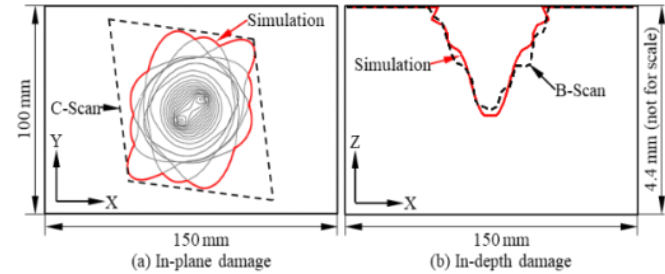 Simulation
C-Scan
100 mm
Y
X
150 mm
(a) In-plane damage
Simulation
B-Scan
Z
X
4.4 mm (not for scale)
150 mm
(b) In-depth damage